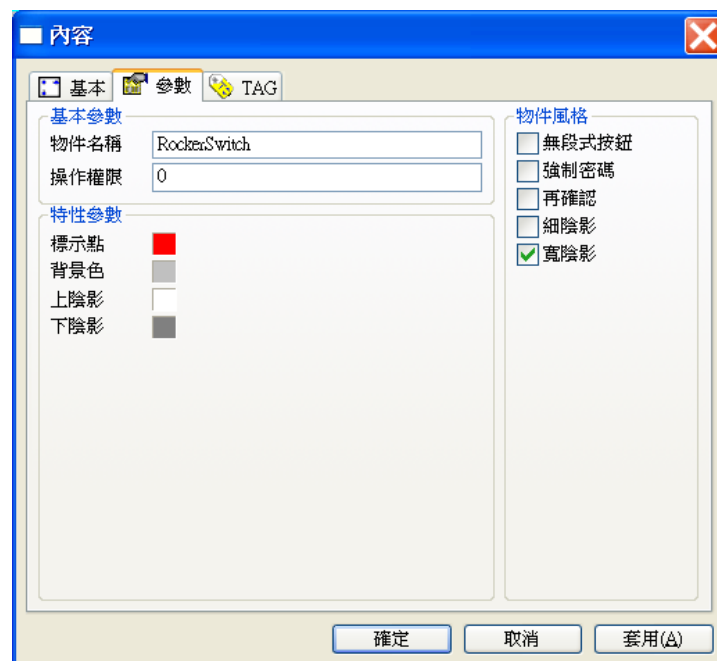 內容
基本 參數 TAG
基本參數
物件名稱 RockerSwitch
操作權限 0
特性參數
標示點
背景色
上陰影
下陰影
物件風格
無段式按鈕
強制密碼
再確認
細陰影
寬陰影
確定 取消 套用(A)